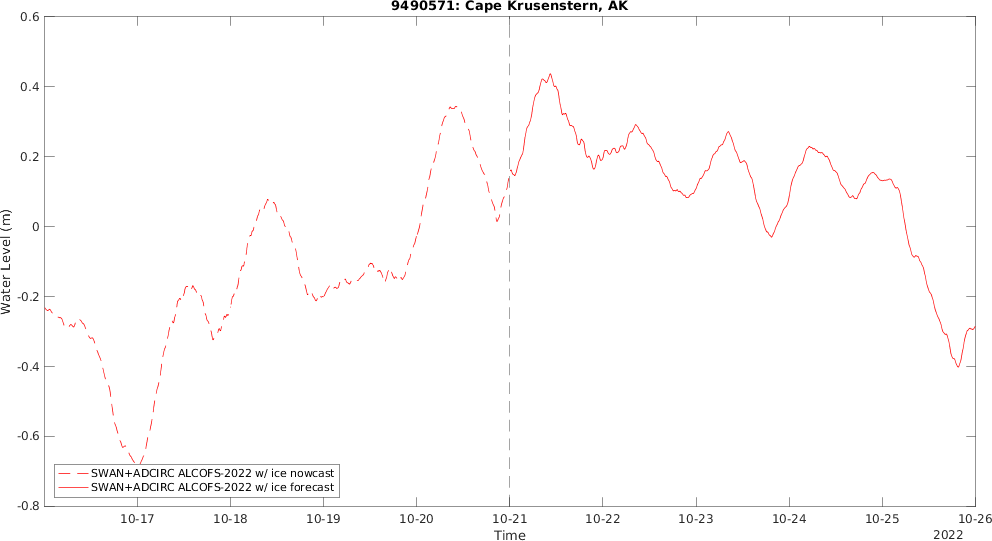 9490571: Cape Krusenstern, AK
0.6
0.4
0.2
0
-0.2
-0.4
-0.6
-0.8
Water Level (m)
SWAN+ADCIRC ALCOFS-2022 w/ ice nowcast
SWAN+ADCIRC ALCOFS-2022 w/ ice forecast
10-17 10-18 10-19 10-20 10-21 10-22 10-23 10-24 10-25 10-26
Time
2022